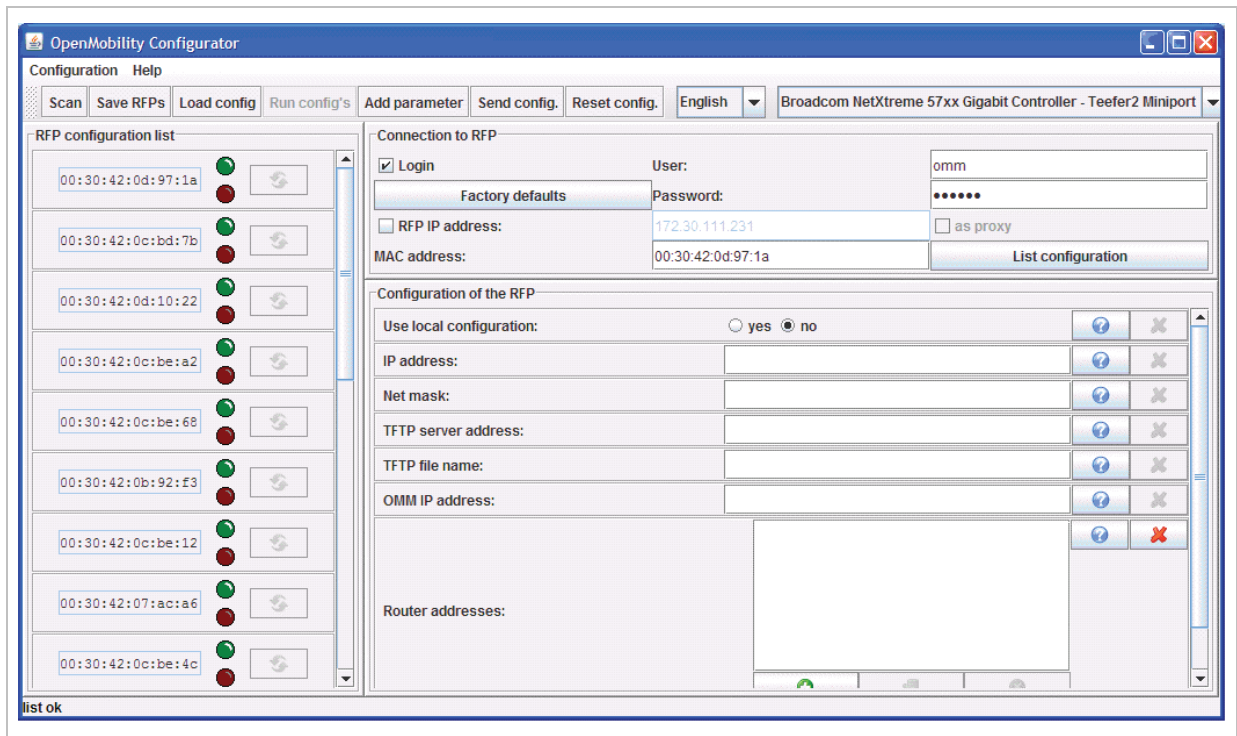 OpenMobility Configurator
Configuration Help
Scan Save RFPs Load config Run config's Add parameter Send config. Reset config. English Broadcom NetXtreme 57xx Gigabit Controller - Teefer2 Miniport
RFP configuration list
00:30:42:0d:97:1a
00:30:42:0c:bd:7b
00:30:42:0d:10:22
00:30:42:0c:be:a2
00:30:42:0c:be:68
00:30:42:0b:92:f3
00:30:42:0c:be:12
00:30:42:07:ac:a6
00:30:42:0c:be:4c
Connection to RFP
Login User: omm
Factory defaults Password: ••••••
RFP IP address: 172.30.111.231 as proxy
MAC address: 00:30:42:0d:97:1a List configuration
Configuration of the RFP
Use local configuration: yes no
IP address:
Net mask:
TFTP server address:
TFTP file name:
OMM IP address:
Router addresses:
list ok